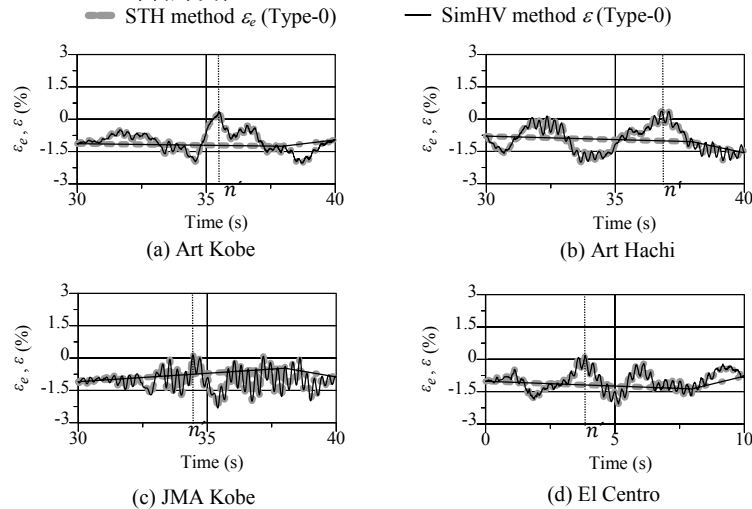 STH method εe (Type-0) SimHV method ε (Type-0)
3
1.5
0
-1.5
-3
εe , ε (%)
30 35 40
n'
Time (s)
(a) Art Kobe
3
1.5
0
-1.5
-3
εe , ε (%)
30 35 40
n'
Time (s)
(b) Art Hachi
3
1.5
0
-1.5
-3
εe , ε (%)
30 35 40
n'
Time (s)
(c) JMA Kobe
3
1.5
0
-1.5
-3
εe , ε (%)
0 5 10
n'
Time (s)
(d) El Centro